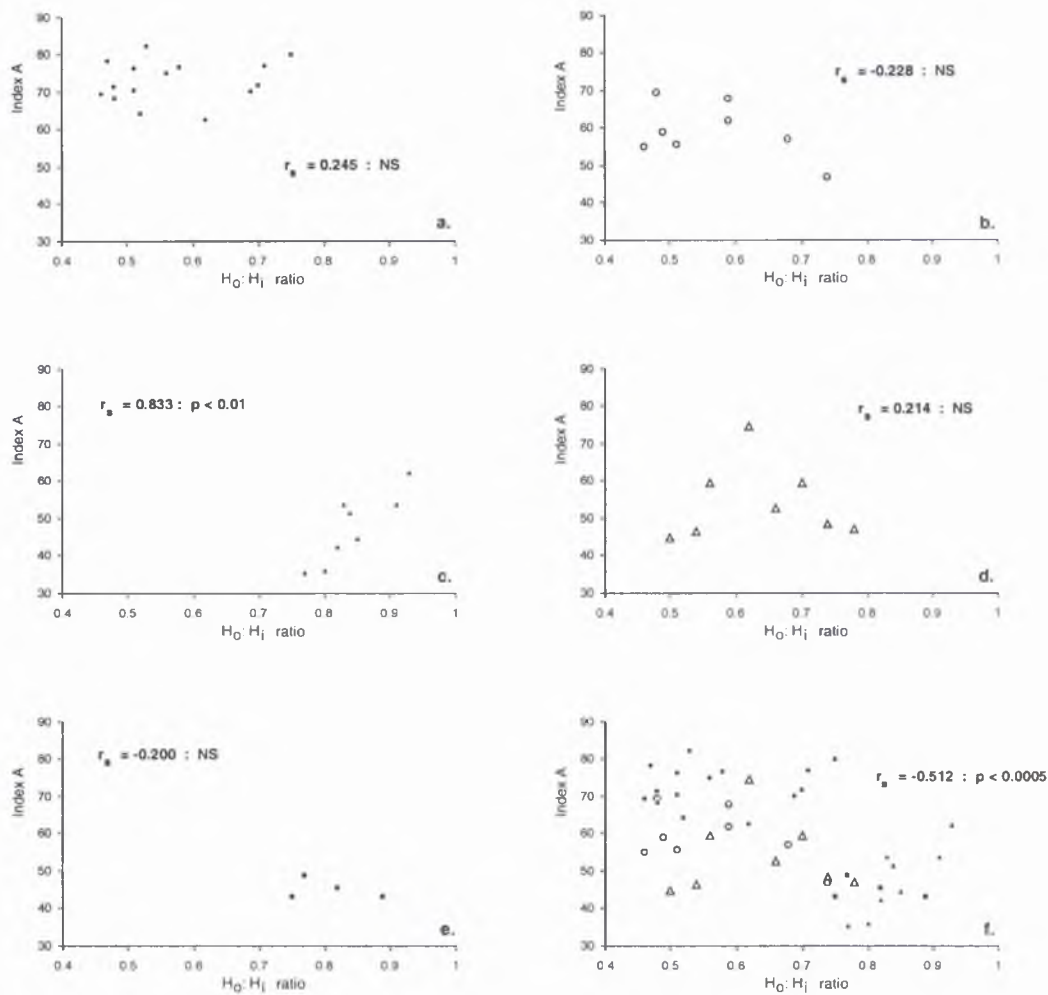 90
80
70
60
50
40
30
Index A
r_s = 0.245 : NS
a.
0.4 0.5 0.6 0.7 0.8 0.9 1
H_O:H_i ratio
90
80
70
60
50
40
30
Index A
r_s = -0.228 : NS
b.
0.4 0.5 0.6 0.7 0.8 0.9 1
H_O:H_i ratio
90
80
70
60
50
40
30
Index A
r_s = 0.833 : p < 0.01
c.
0.4 0.5 0.6 0.7 0.8 0.9 1
H_O:H_i ratio
90
80
70
60
50
40
30
Index A
r_s = 0.214 : NS
d.
0.4 0.5 0.6 0.7 0.8 0.9 1
H_O:H_i ratio
90
80
70
60
50
40
30
Index A
r_s = -0.200 : NS
e.
0.4 0.5 0.6 0.7 0.8 0.9 1
H_O:H_i ratio
90
80
70
60
50
40
30
Index A
r_s = -0.512 : p < 0.0005
f.
0.4 0.5 0.6 0.7 0.8 0.9 1
H_O:H_i ratio